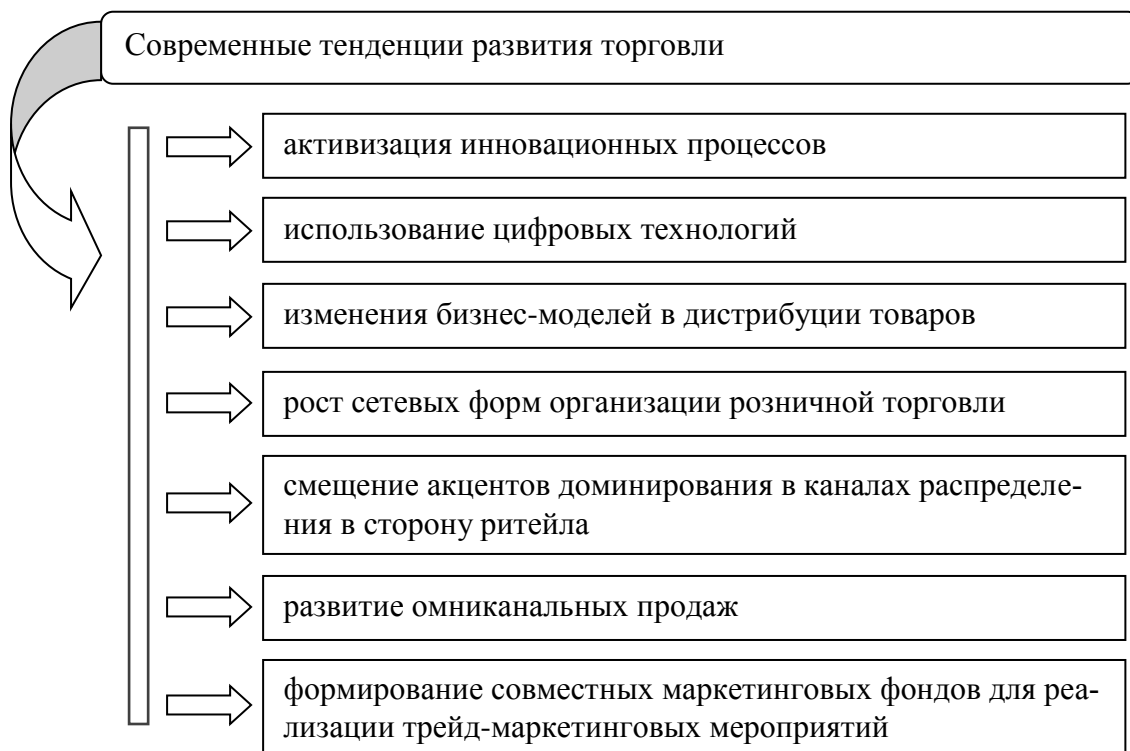 Современные тенденции развития торговли
активизация инновационных процессов
использование цифровых технологий
изменения бизнес-моделей в дистрибуции товаров
рост сетевых форм организации розничной торговли
смещение акцентов доминирования в каналах распределе-
ния в сторону ритейла
развитие омниканальных продаж
формирование совместных маркетинговых фондов для реа-
лизации трейд-маркетинговых мероприятий